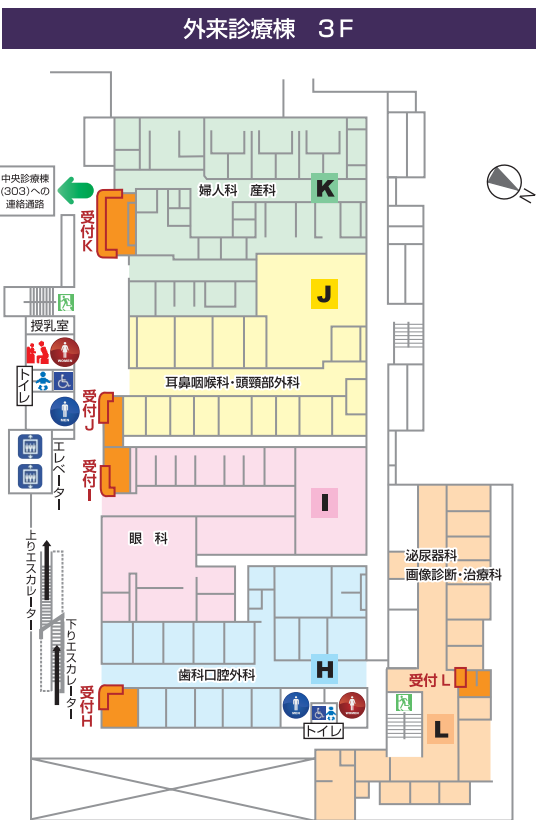 外来診療棟　3F
中央診療棟
(303)への
連絡通路
婦人科　産科
K
受付K
N
J
授乳室
WOMEN
トイレ
MEN
耳鼻咽喉科・頭頸部外科
受付J
受付I
エレベーター
I
眼　科
上りエスカレーター
下りエスカレーター
泌尿器科
画像診断・治療科
歯科口腔外科
H
受付H
受付L
MEN
WOMEN
トイレ
L